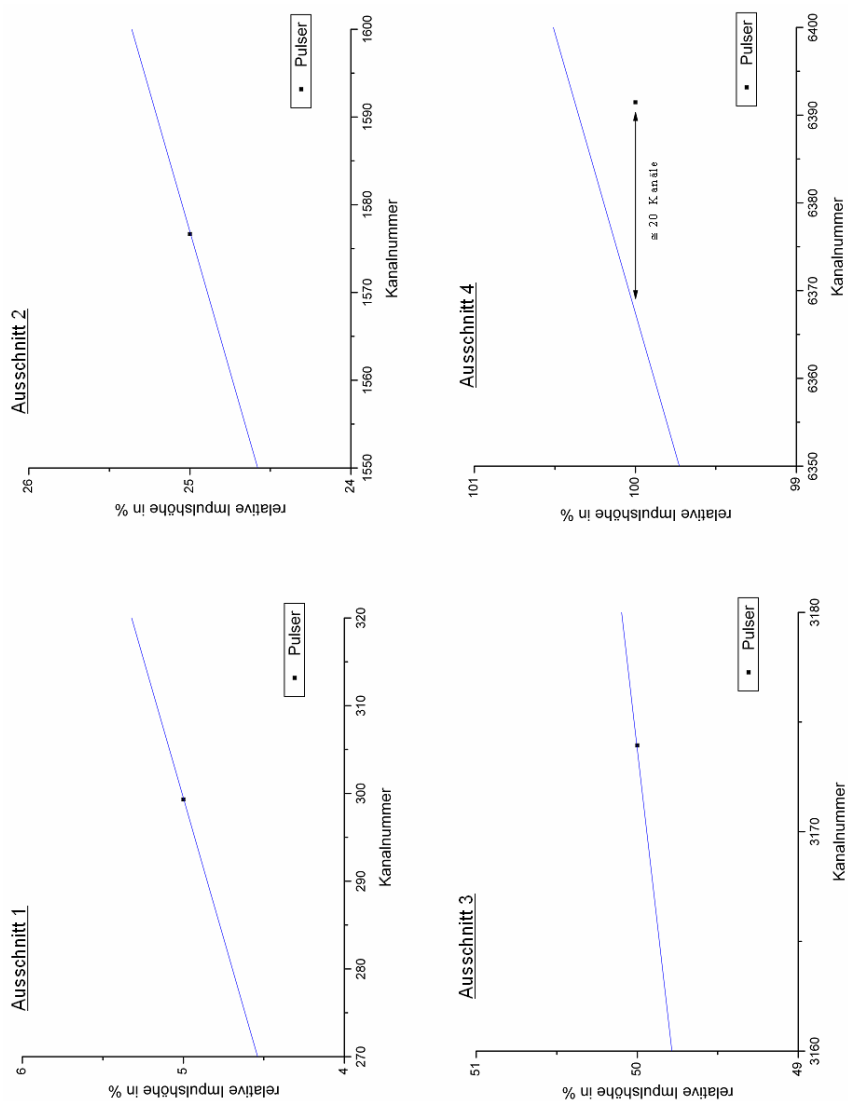 Ausschnitt 1
relative Impulshöhe in %
6
5
4
270
280
290
300
310
320
Kanalnummer
Pulser
Ausschnitt 2
relative Impulshöhe in %
26
25
24
1550
1560
1570
1580
1590
1600
Kanalnummer
Pulser
Ausschnitt 3
relative Impulshöhe in %
51
50
49
3160
3170
3180
Kanalnummer
Pulser
Ausschnitt 4
relative Impulshöhe in %
101
100
99
6350
6360
6370
6380
6390
6400
Kanalnummer
Pulser
≅ 20 Kanäle